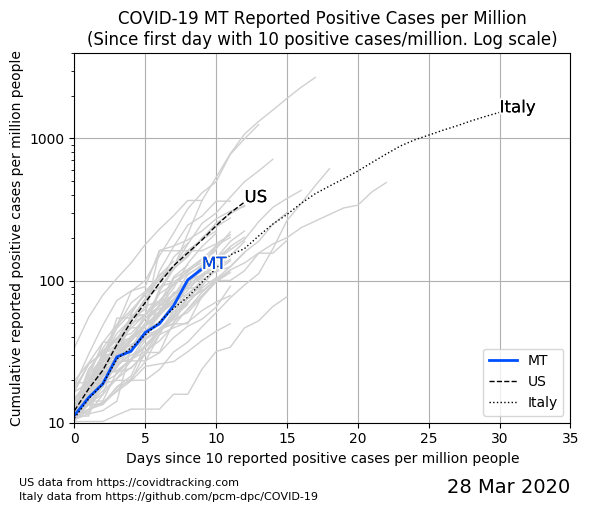 COVID-19 MT Reported Positive Cases per Million
(Since first day with 10 positive cases/million. Log scale)
Cumulative reported positive cases per million people
1000
100
10
Italy
US
MT
MT
US
Italy
0 5 10 15 20 25 30 35
Days since 10 reported positive cases per million people
US data from https://covidtracking.com
Italy data from https://github.com/pcm-dpc/COVID-19
28 Mar 2020